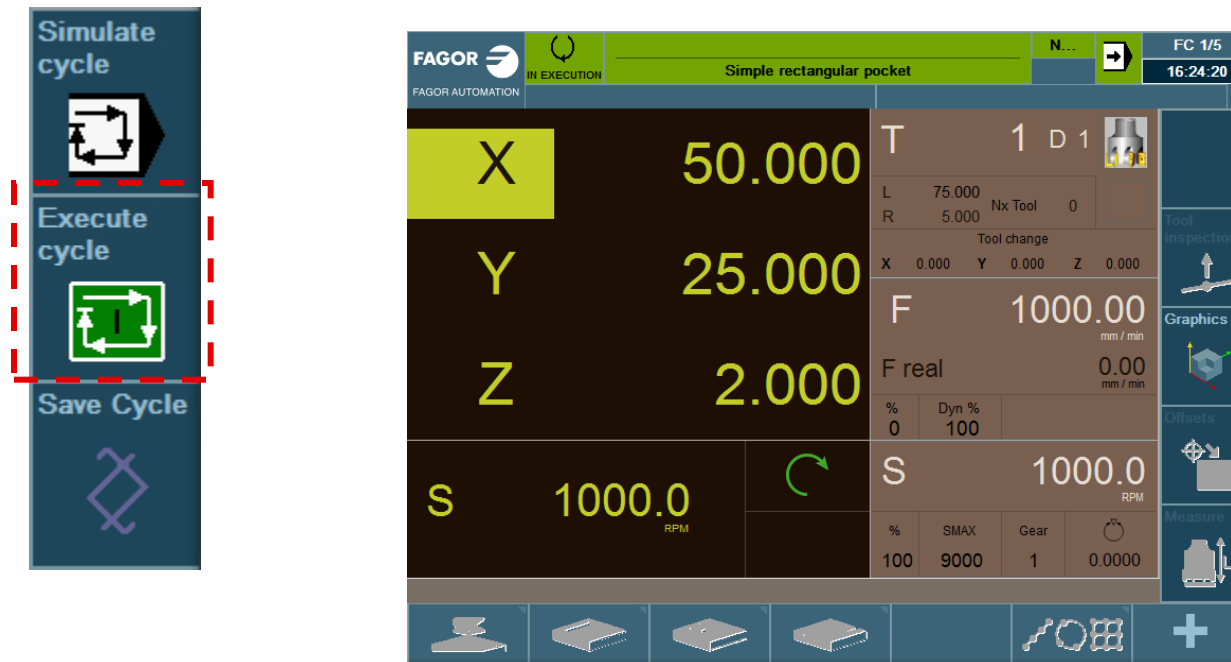 Simulate
cycle
Execute
cycle
Save Cycle
FAGOR
FAGOR AUTOMATION
IN EXECUTION
Simple rectangular pocket
N...
FC 1/5
16:24:20
X 50.000
Y 25.000
Z 2.000
S 1000.0
RPM
T 1 D 1
L 75.000
R 5.000
Nx Tool 0
Tool change
X 0.000 Y 0.000 Z 0.000
F 1000.00
mm / min
F real 0.00
mm / min
% Dyn %
0 100
S 1000.0
RPM
% SMAX Gear
100 9000 1 0.0000
Tool
inspection
Graphics
Offsets
Measure
L